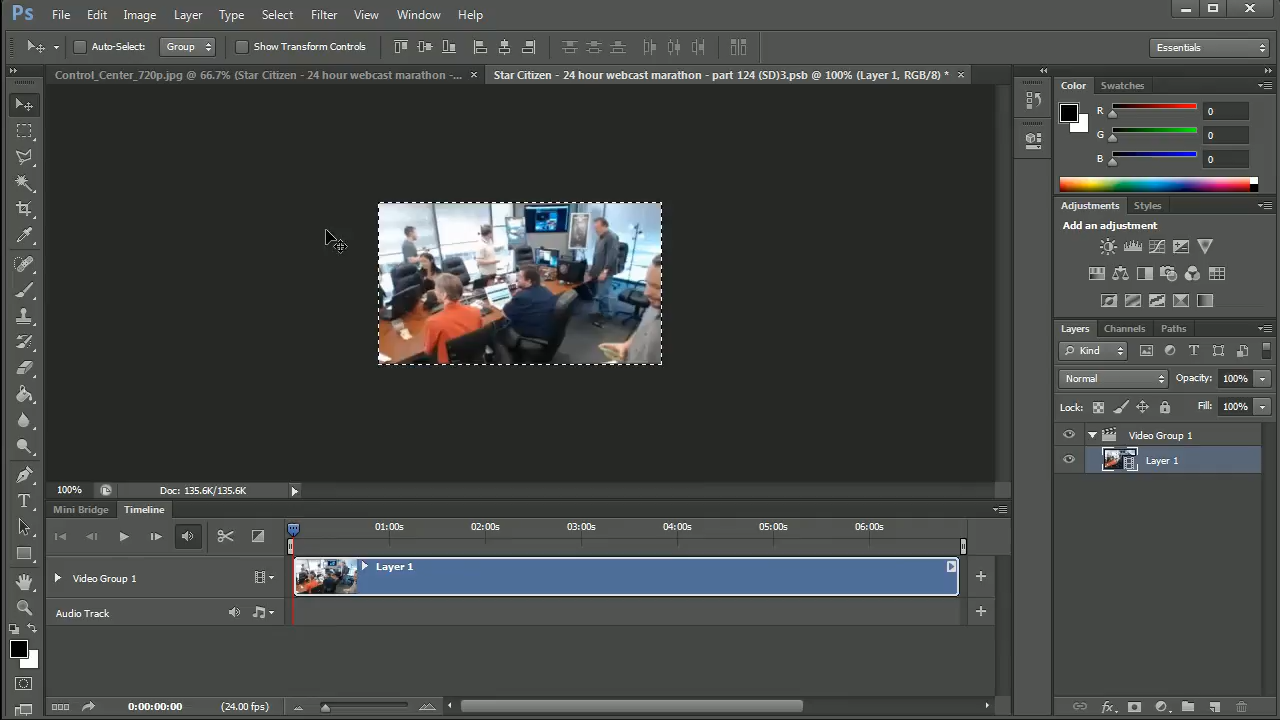 Ps File Edit Image Layer Type Select Filter View Window Help
Auto-Select: Group Show Transform Controls Essentials
Control_Center_720p.jpg @ 66.7% (Star Citizen - 24 hour webcast marathon -... × Star Citizen - 24 hour webcast marathon - part 124 (SD)3.psb @ 100% (Layer 1, RGB/8) * ×
Color Swatches
R 0
G 0
B 0
Adjustments Styles
Add an adjustment
Layers Channels Paths
Kind
Normal Opacity: 100%
Lock: Fill: 100%
Video Group 1
Layer 1
100% Doc: 135.6K/135.6K
Mini Bridge Timeline
01:00s 02:00s 03:00s 04:00s 05:00s 06:00s
Layer 1
Video Group 1
Audio Track
0:00:00:00 (24.00 fps)